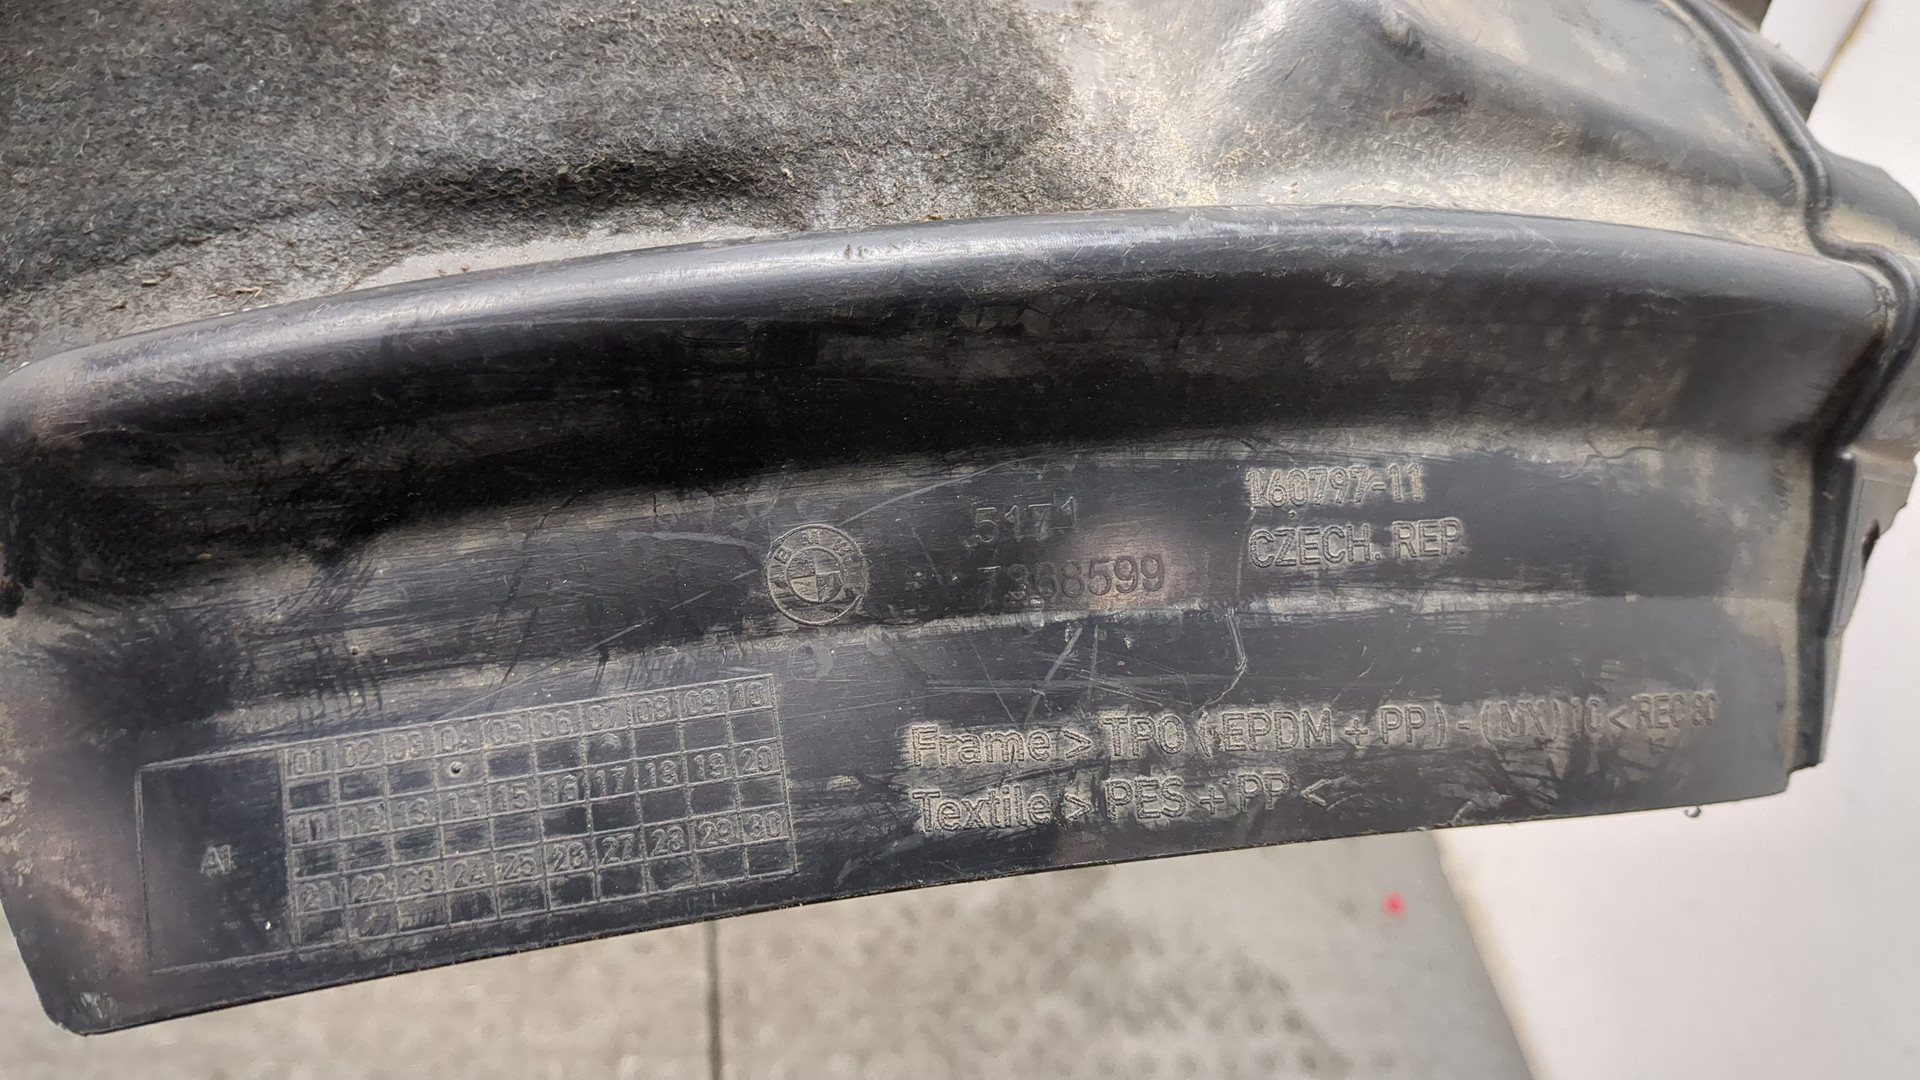 160797-11
CZECH. REP.
BMW
5171
7368599
Frame > TPO ( EPDM + PP ) - ( MX ) 10 < REC 80
Textile > PES + PP <
01 02 03 04 05 06 07 08 09 10
11 12 13 14 15 16 17 18 19 20
21 22 23 24 25 26 27 28 29 30